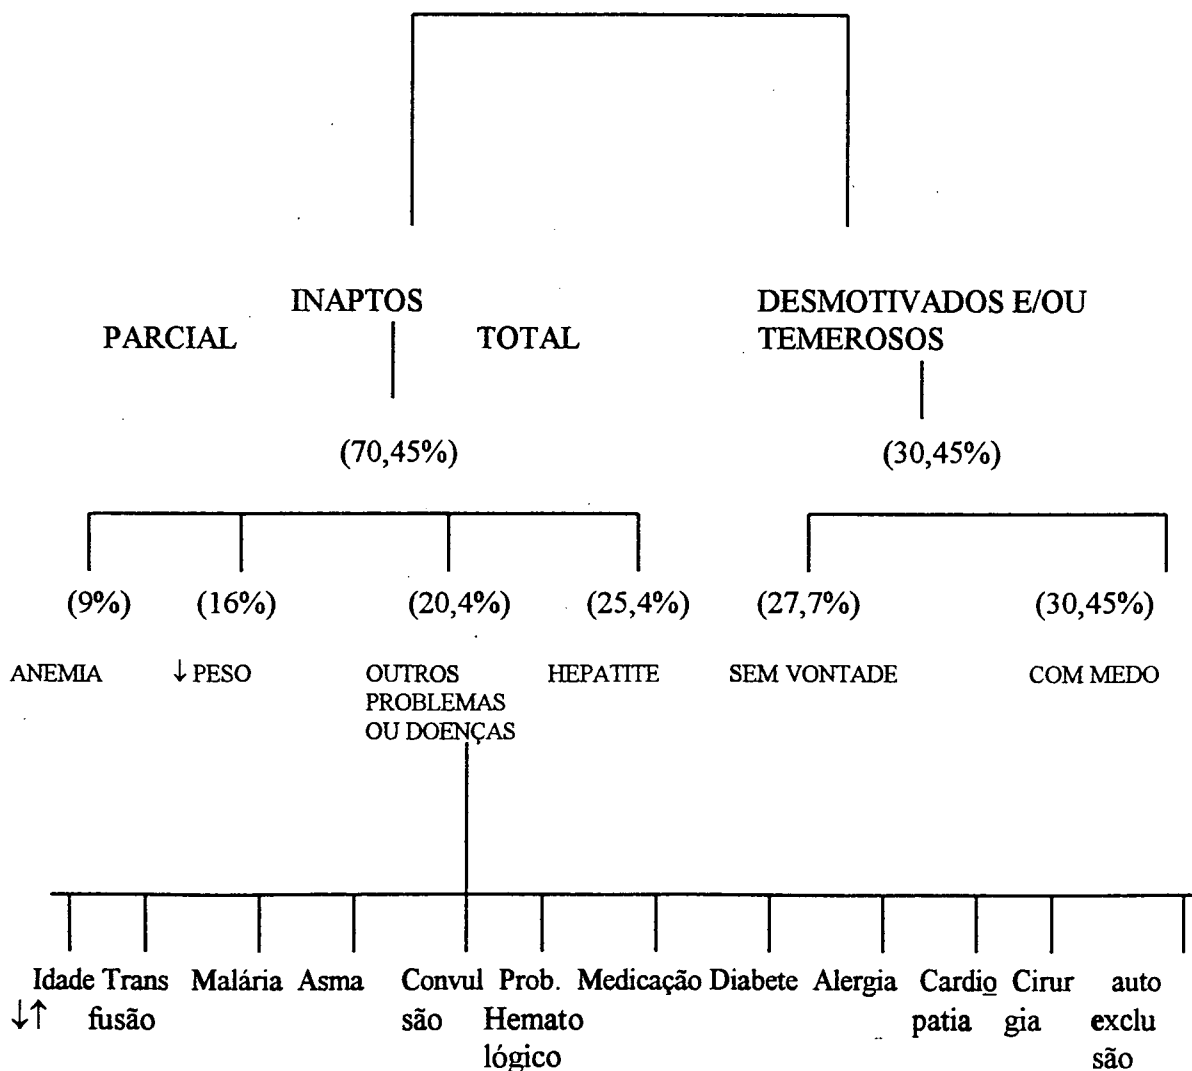 INAPTOS
PARCIAL TOTAL
DESMOTIVADOS E/OU
TEMEROSOS
(70,45%) (30,45%)
(9%) (16%) (20,4%) (25,4%) (27,7%) (30,45%)
ANEMIA
↓ PESO
OUTROS
PROBLEMAS
OU DOENÇAS
HEPATITE
SEM VONTADE
COM MEDO
Idade
↓↑
Trans
fusão
Malária
Asma
Convul
são
Prob.
Hemato
lógico
Medicação
Diabete
Alergia
Cardio
patia
Cirur
gia
auto
exclu
são